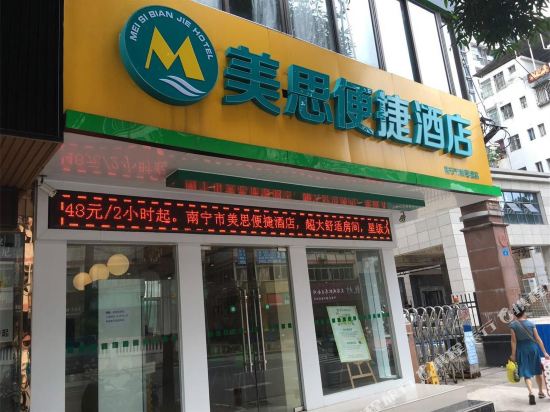 MEI SI BIAN JIE HOTEL
M
美思便捷酒店
48元/2小时起。南宁市美思便捷酒店，超大舒适房间，星级